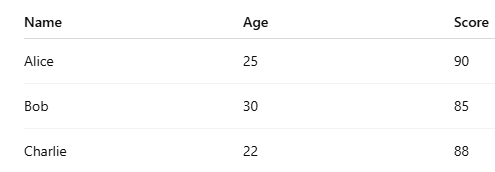 Name Age Score
Alice 25 90
Bob 30 85
Charlie 22 88